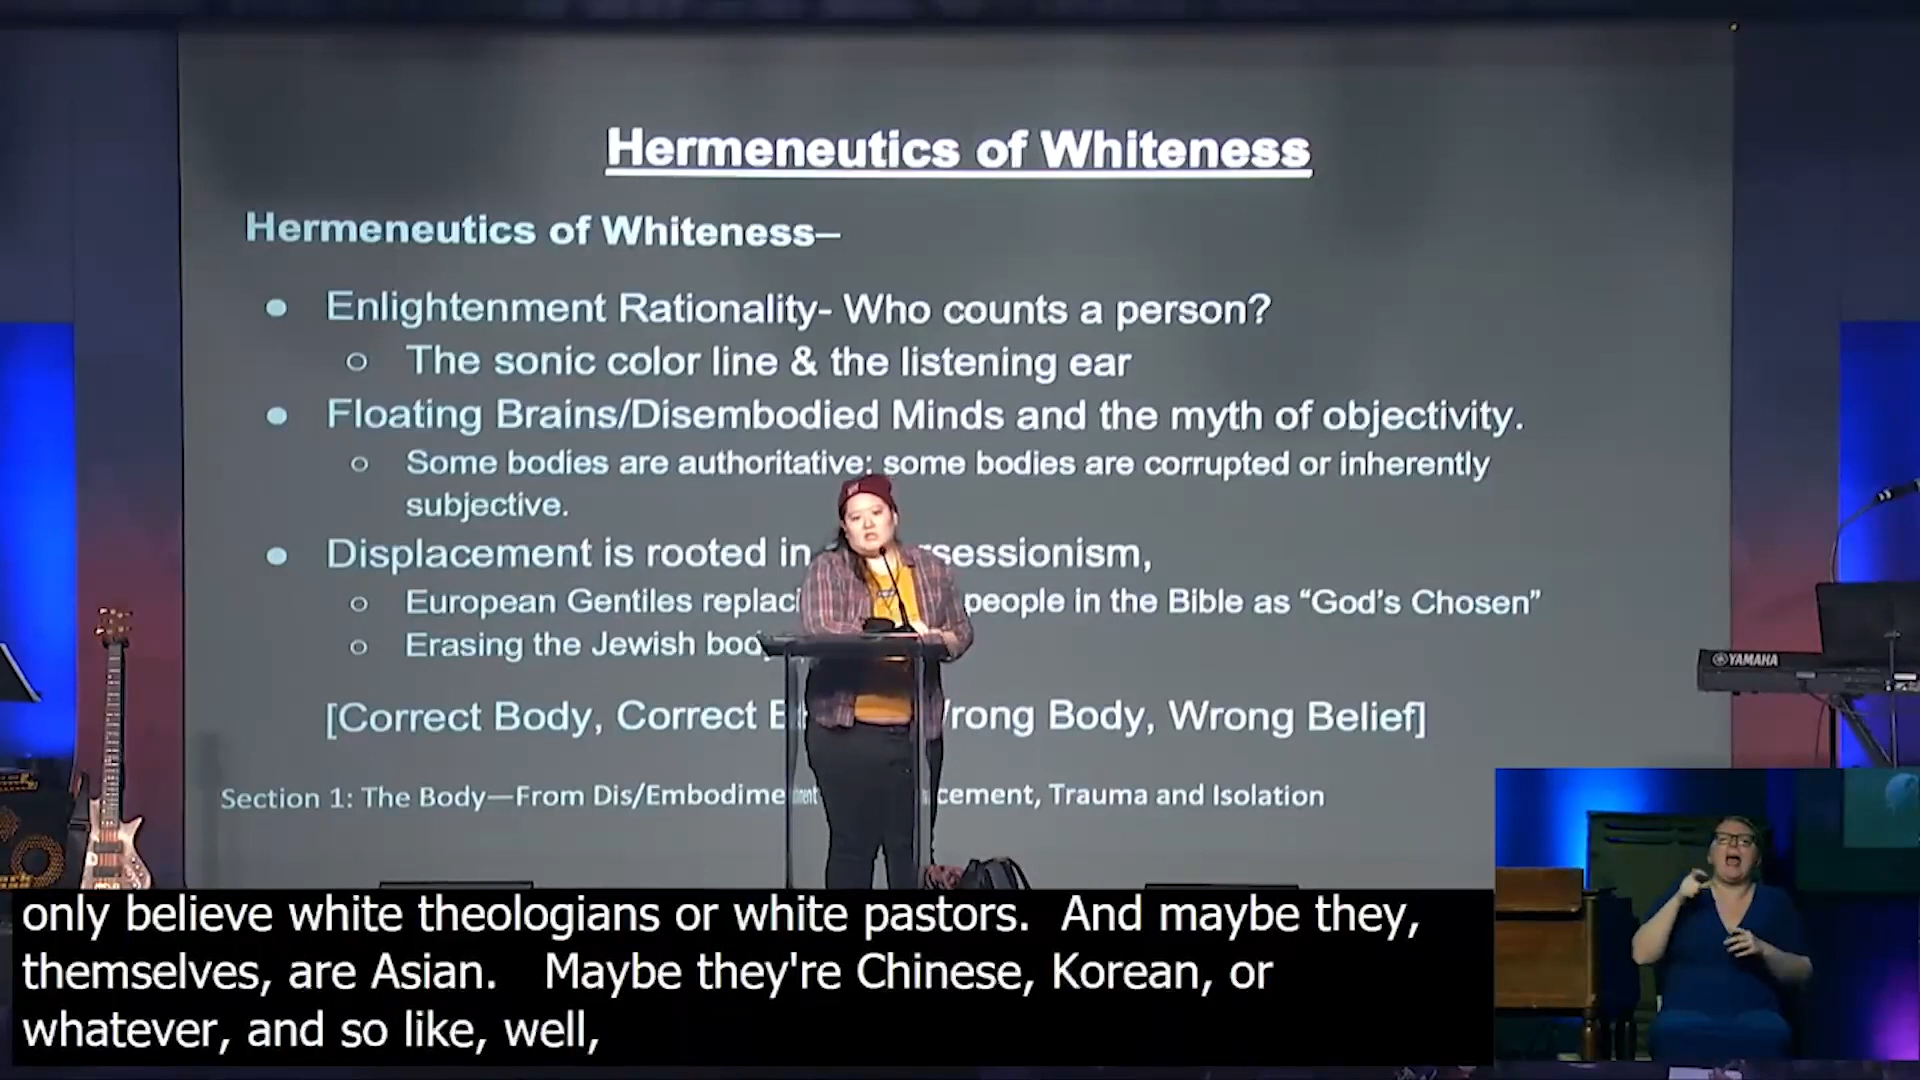 Hermeneutics of Whiteness
Hermeneutics of Whiteness–
Enlightenment Rationality- Who counts a person?
The sonic color line & the listening ear
Floating Brains/Disembodied Minds and the myth of objectivity.
Some bodies are authoritative; some bodies are corrupted or inherently
subjective.
Displacement is rooted in sessionism,
European Gentiles people in the Bible as “God’s Chosen”
Erasing the Jewish
[Correct Body, Correct Wrong Body, Wrong Belief]
YAMAHA
Section 1: The Body—From Trauma and Isolation
only believe white theologians or white pastors. And maybe they,
themselves, are Asian. Maybe they're Chinese, Korean, or
whatever, and so like, well,